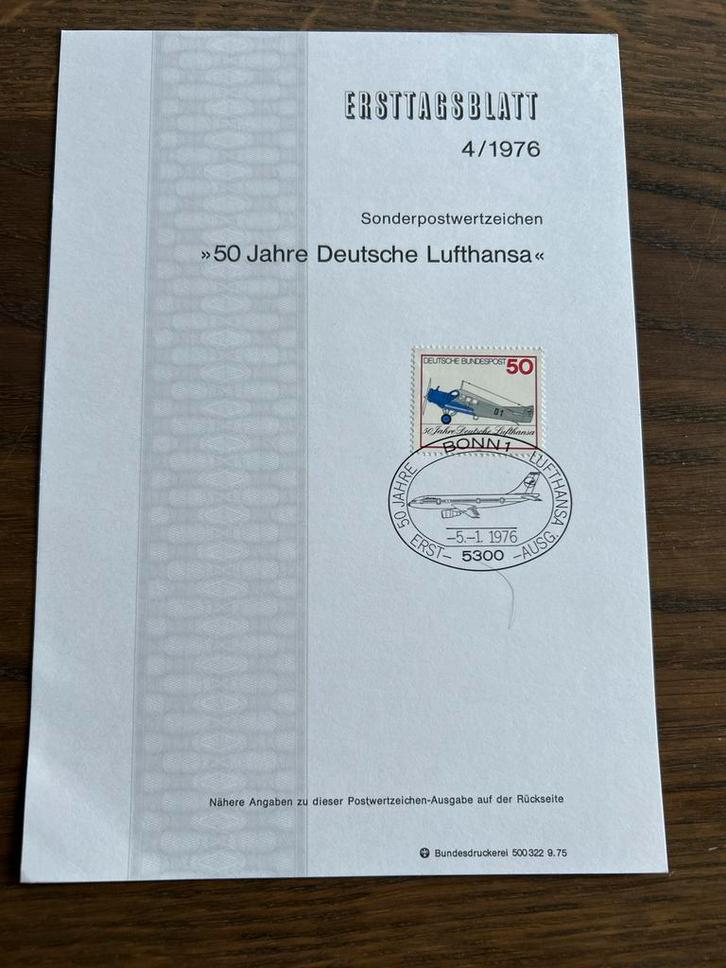 ERSTTAGSBLATT
4/1976
Sonderpostwertzeichen
»50 Jahre Deutsche Lufthansa«
DEUTSCHE BUNDESPOST 50
D1
50 Jahre Deutsche Lufthansa
BONN 1
50 JAHRE LUFTHANSA
-5.-1. 1976
ERST- 5300 -AUSG.
Nähere Angaben zu dieser Postwertzeichen-Ausgabe auf der Rückseite
Bundesdruckerei 500322 9.75